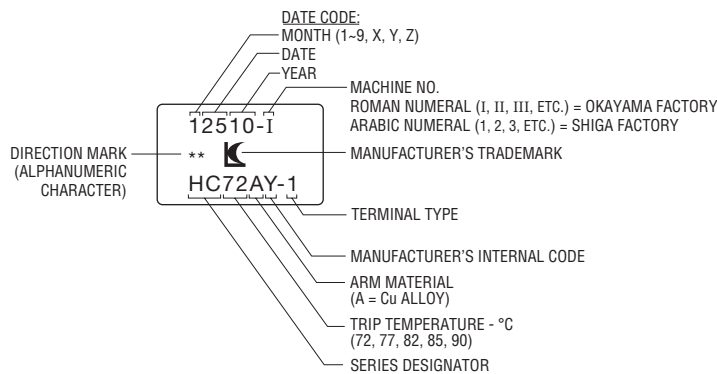 DATE CODE:
MONTH (1~9, X, Y, Z)
DATE
YEAR
MACHINE NO.
ROMAN NUMERAL (I, II, III, ETC.) = OKAYAMA FACTORY
ARABIC NUMERAL (1, 2, 3, ETC.) = SHIGA FACTORY
12510-I
DIRECTION MARK
(ALPHANUMERIC
CHARACTER)
**
MANUFACTURER'S TRADEMARK
HC72AY-1
TERMINAL TYPE
MANUFACTURER'S INTERNAL CODE
ARM MATERIAL
(A = Cu ALLOY)
TRIP TEMPERATURE - °C
(72, 77, 82, 85, 90)
SERIES DESIGNATOR